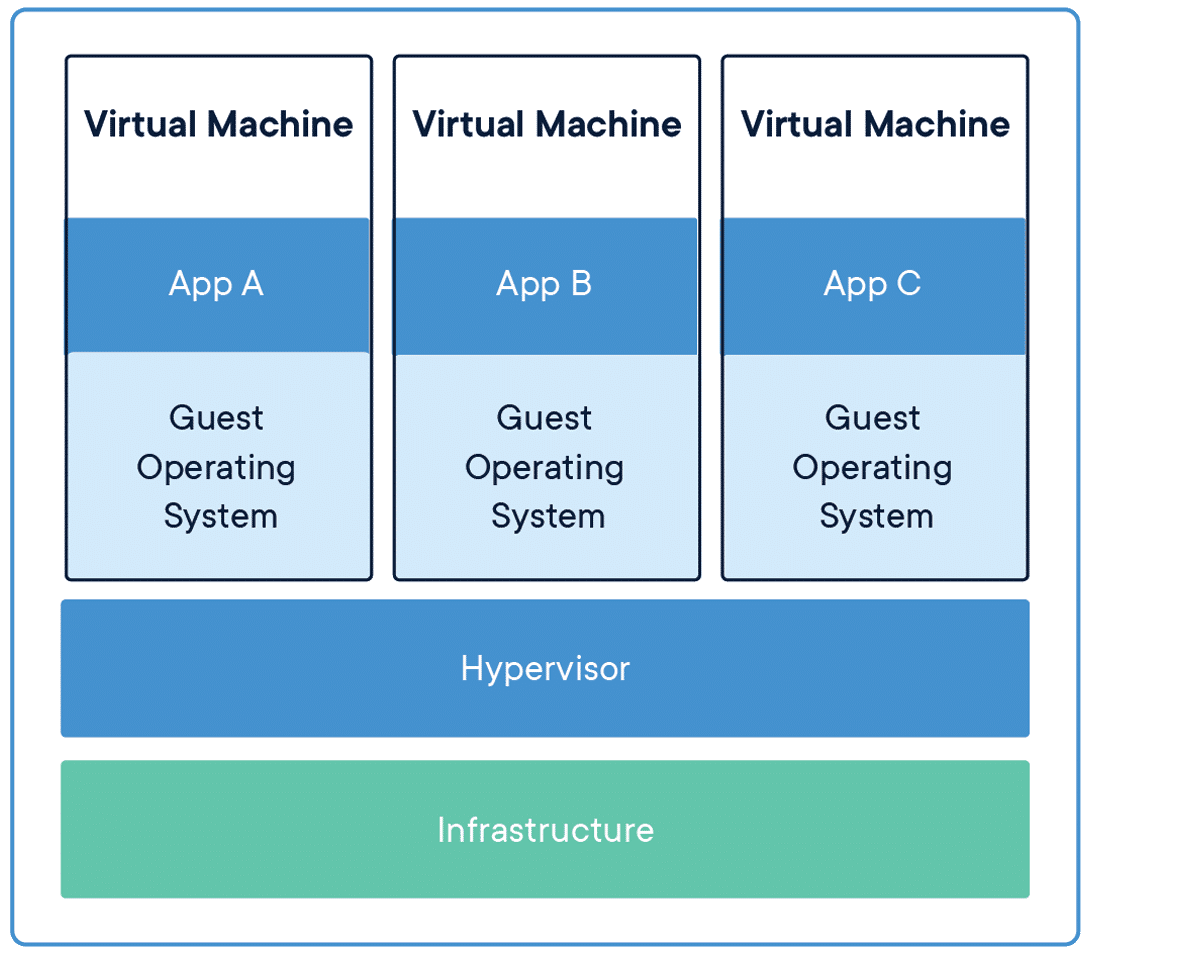 Virtual Machine
Virtual Machine
Virtual Machine
App A
App B
App C
Guest
Operating
System
Guest
Operating
System
Guest
Operating
System
Hypervisor
Infrastructure